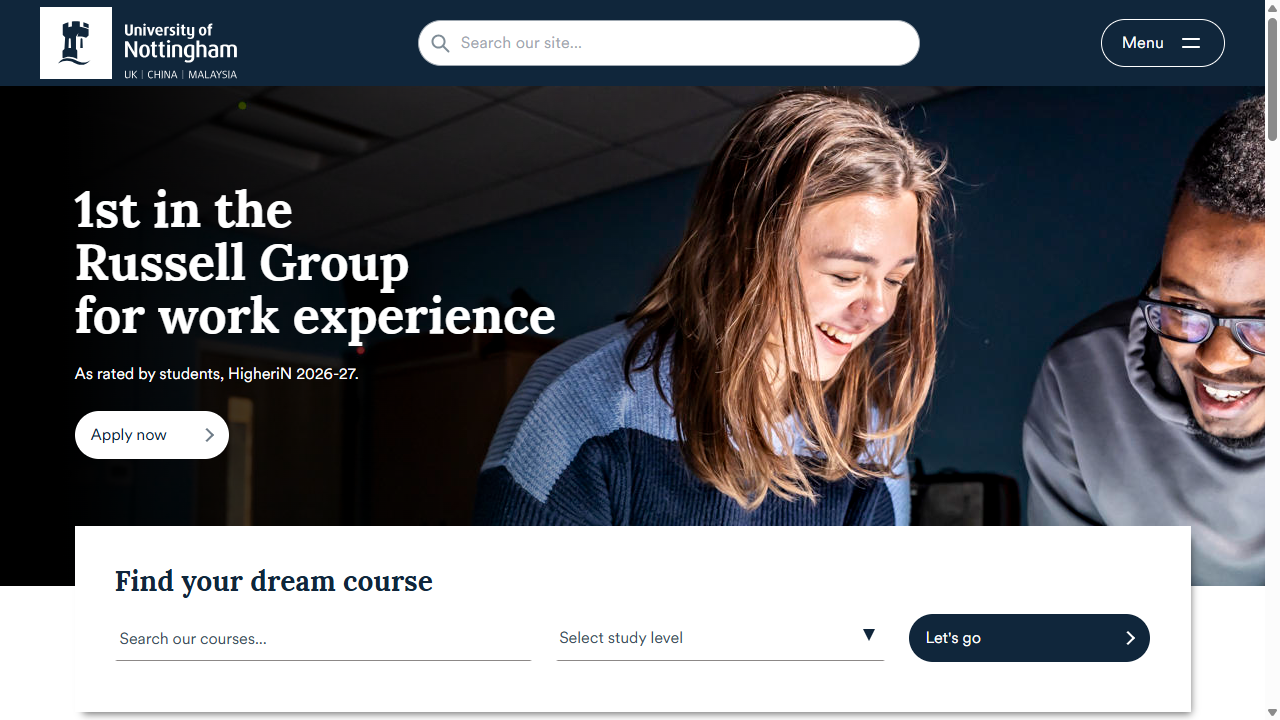 University of
Nottingham
UK | CHINA | MALAYSIA
Search our site...
Menu
1st in the
Russell Group
for work experience
As rated by students, HigheriN 2026-27.
Apply now
Find your dream course
Search our courses...
Select study level
Let's go